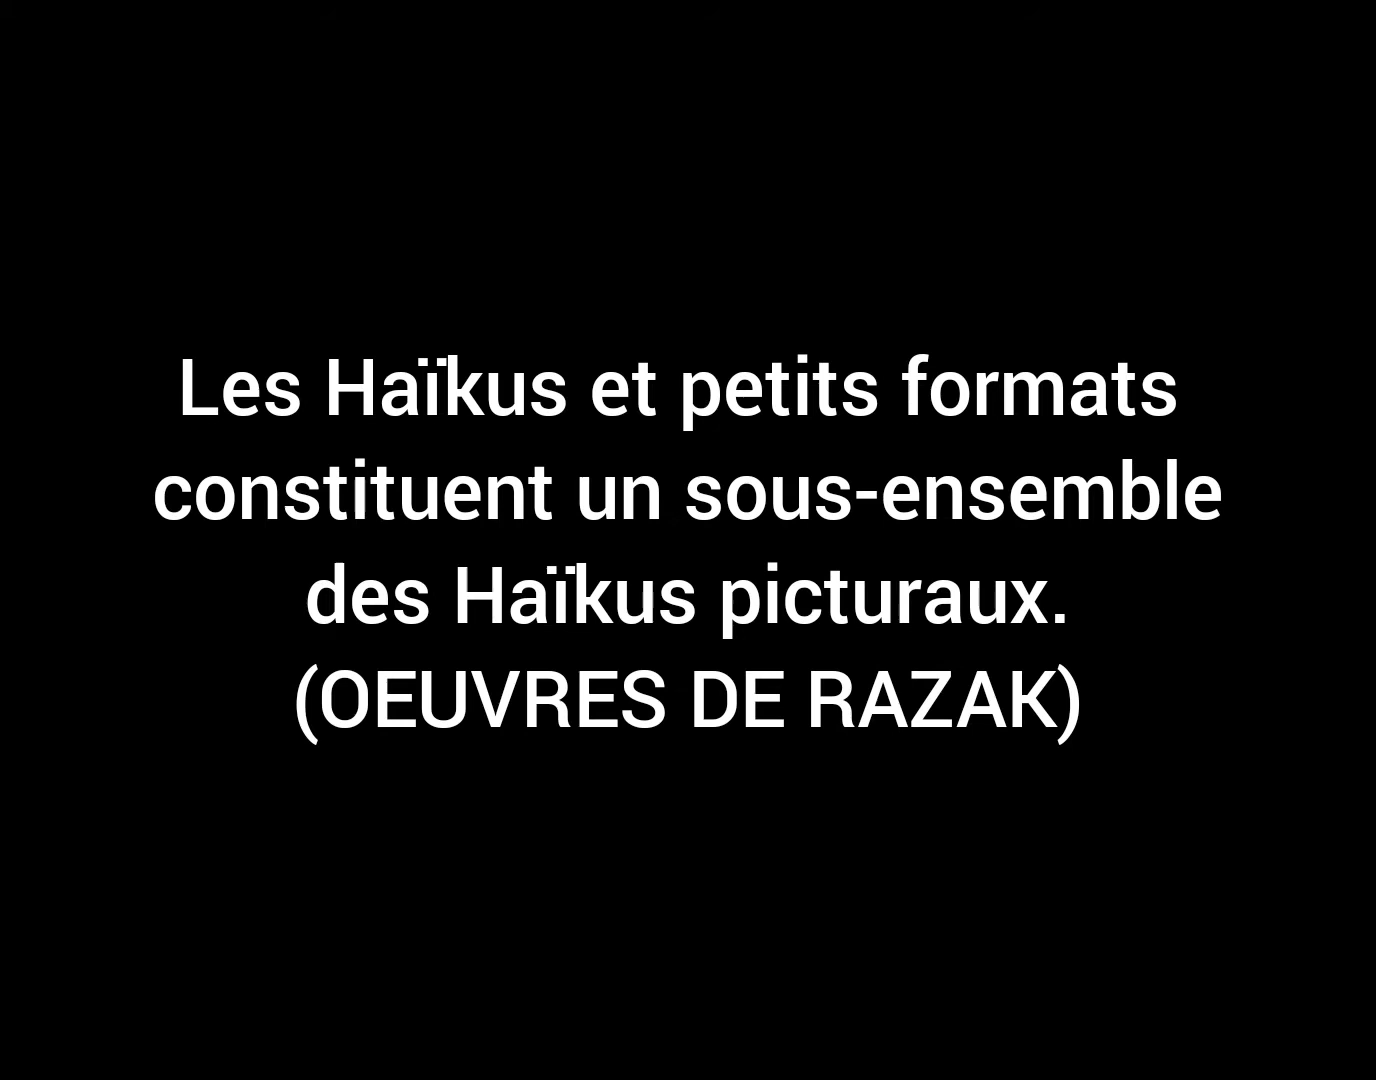 Les Haïkus et petits formats
constituent un sous-ensemble
des Haïkus picturaux.
(OEUVRES DE RAZAK)